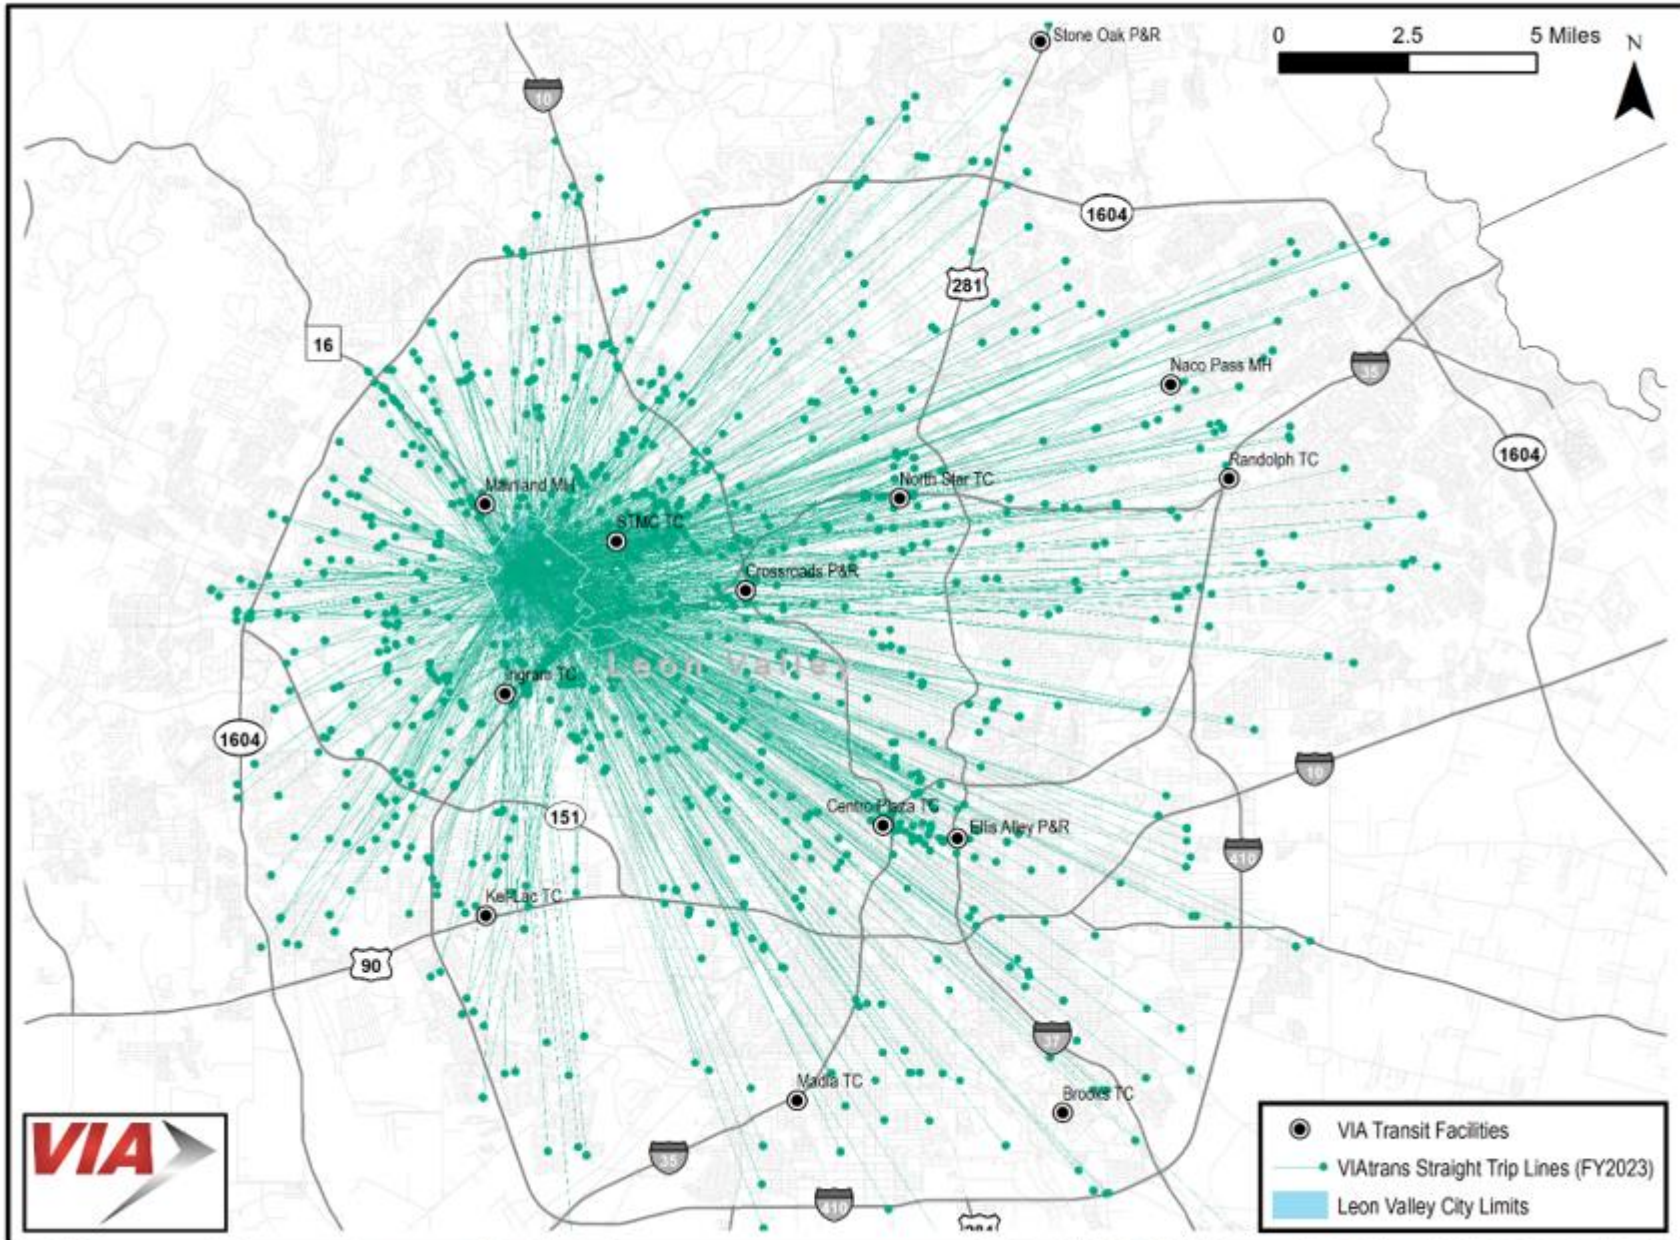 Stone Oak P&R
0 2.5 5 Miles
N
10
1604
281
16
Naco Pass MH
35
Randolph TC
1604
North Star TC
Mainland MH
STMC TC
Crossroads P&R
Leon Valley
Ingram TC
1604
10
Centro Plaza TC
151
Ellis Alley P&R
410
Kel-Lac TC
90
37
Madla TC
Brooks TC
VIA
35
410
281
VIA Transit Facilities
VIAtrans Straight Trip Lines (FY2023)
Leon Valley City Limits